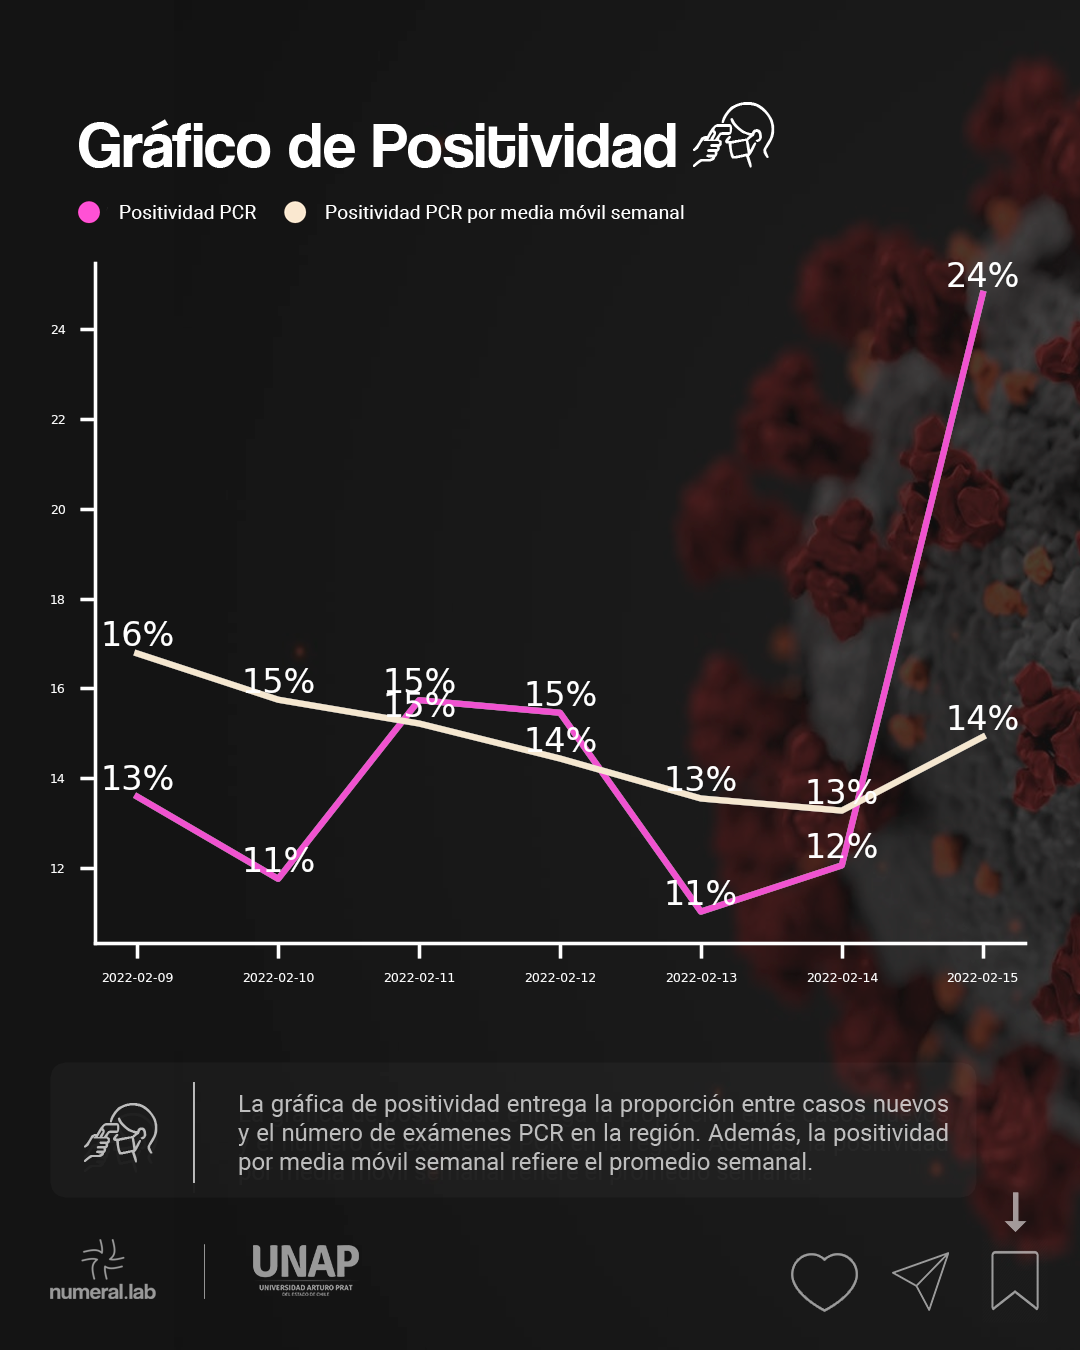 Gráfico de Positividad
Positividad PCR
Positividad PCR por media móvil semanal
24%
24
22
20
18
16%
15%
15%
15%
15%
16
14%
14%
13%
13%
13%
14
12%
11%
11%
12
2022-02-09
2022-02-10
2022-02-11
2022-02-12
2022-02-13
2022-02-14
2022-02-15
La gráfica de positividad entrega la proporción entre casos nuevos
y el número de exámenes PCR en la región. Además, la positividad
por media móvil semanal refiere el promedio semanal.
numeral.lab
UNAP
UNIVERSIDAD ARTURO PRAT
DEL ESTADO DE CHILE